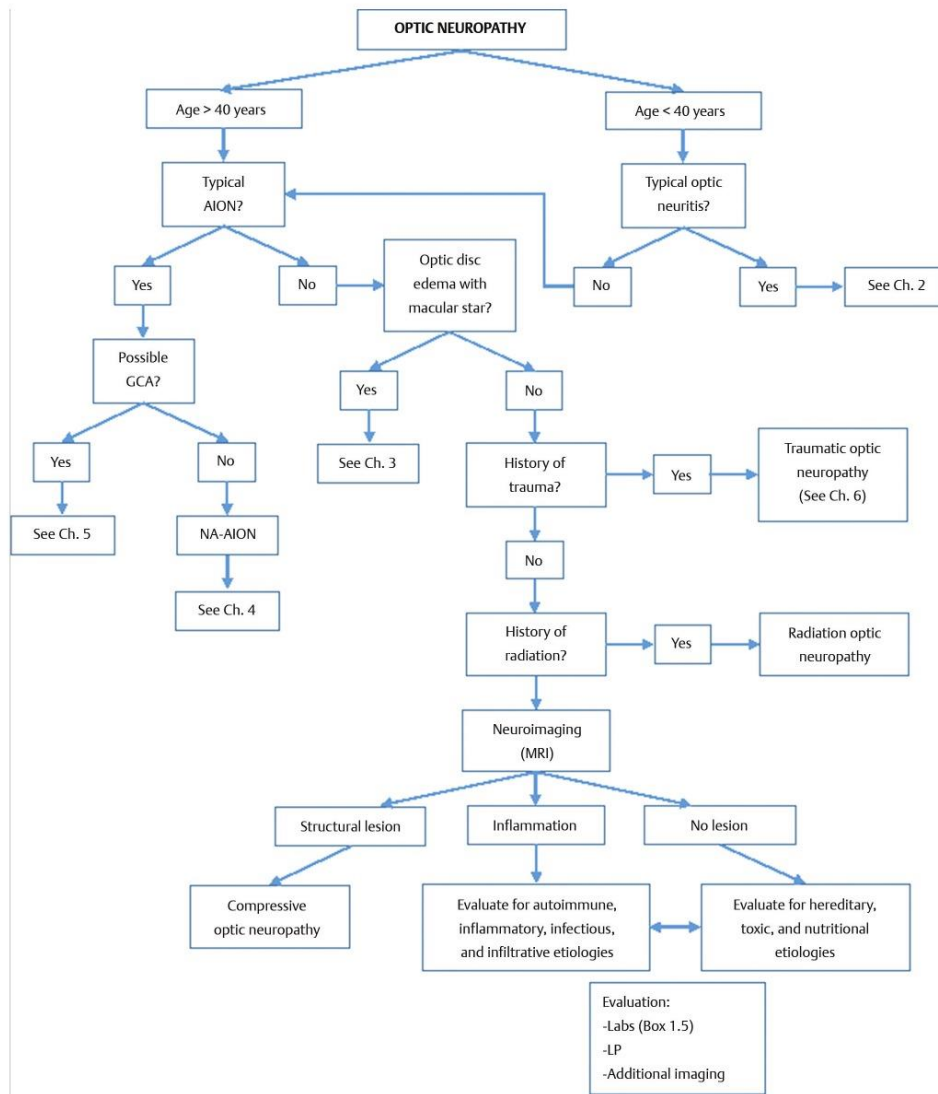 OPTIC NEUROPATHY
Age > 40 years
Age < 40 years
Typical
AION?
Typical optic
neuritis?
Yes
No
Optic disc
edema with
macular star?
No
Yes
See Ch. 2
Possible
GCA?
Yes
No
Yes
No
See Ch. 3
History of
trauma?
Yes
Traumatic optic
neuropathy
(See Ch. 6)
See Ch. 5
NA-AION
No
See Ch. 4
History of
radiation?
Yes
Radiation optic
neuropathy
Neuroimaging
(MRI)
Structural lesion
Inflammation
No lesion
Compressive
optic neuropathy
Evaluate for autoimmune,
inflammatory, infectious,
and infiltrative etiologies
Evaluate for hereditary,
toxic, and nutritional
etiologies
Evaluation:
-Labs (Box 1.5)
-LP
-Additional imaging